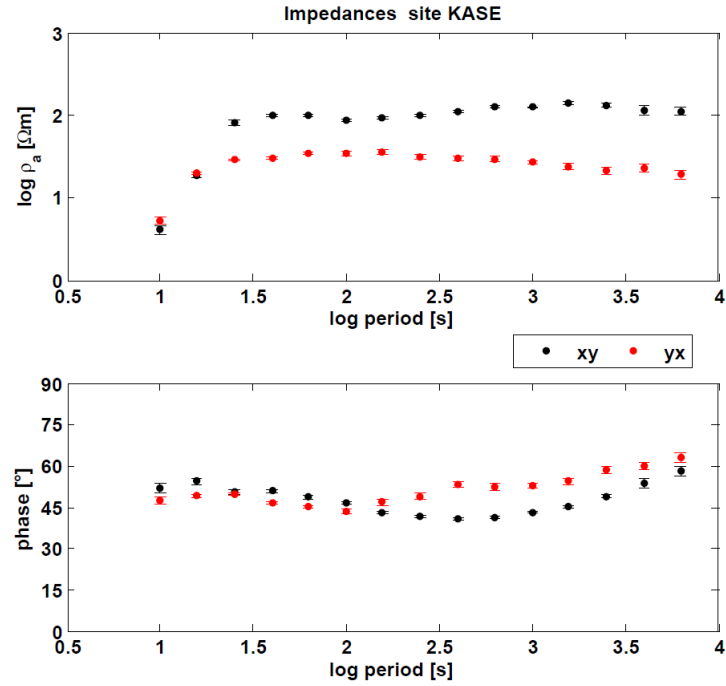 Impedances site KASE
3
2
1
0
log ρa [Ωm]
0.5 1 1.5 2 2.5 3 3.5 4
log period [s]
xy yx
90
75
60
45
30
15
0
phase [°]
0.5 1 1.5 2 2.5 3 3.5 4
log period [s]